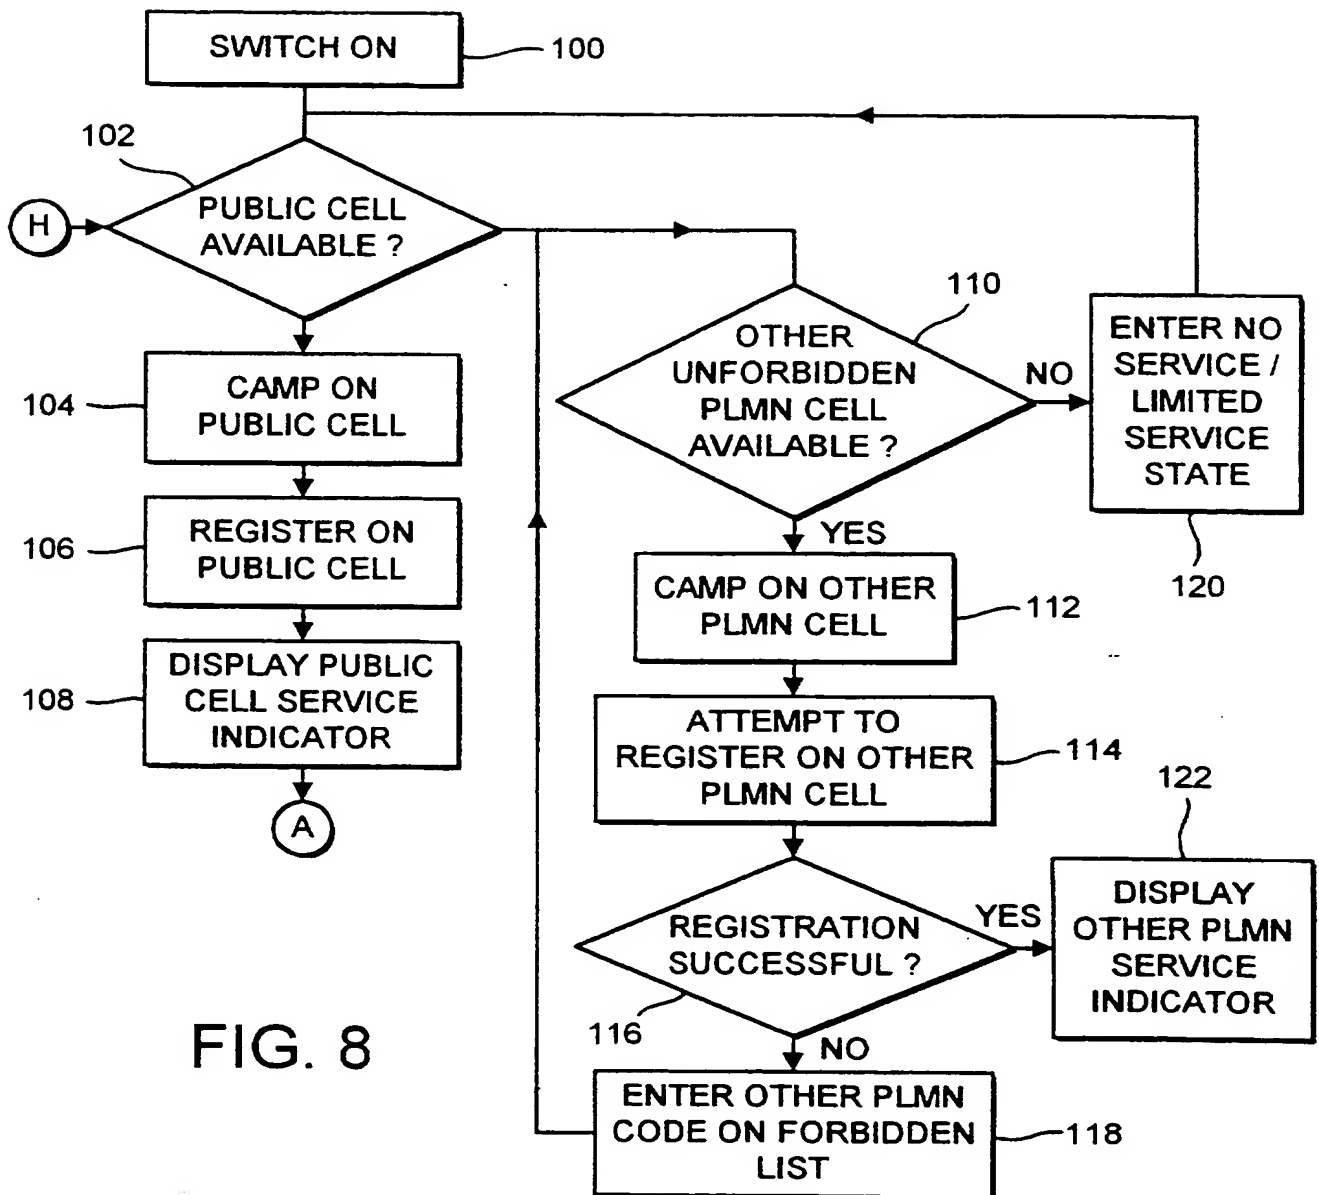 SWITCH ON
100
102
H
PUBLIC CELL
AVAILABLE ?
104
CAMP ON
PUBLIC CELL
106
REGISTER ON
PUBLIC CELL
108
DISPLAY PUBLIC
CELL SERVICE
INDICATOR
A
110
OTHER
UNFORBIDDEN
PLMN CELL
AVAILABLE ?
NO
ENTER NO
SERVICE /
LIMITED
SERVICE
STATE
120
YES
CAMP ON OTHER
PLMN CELL
112
ATTEMPT TO
REGISTER ON OTHER
PLMN CELL
114
REGISTRATION
SUCCESSFUL ?
116
YES
122
DISPLAY
OTHER PLMN
SERVICE
INDICATOR
NO
ENTER OTHER PLMN
CODE ON FORBIDDEN
LIST
118
FIG. 8